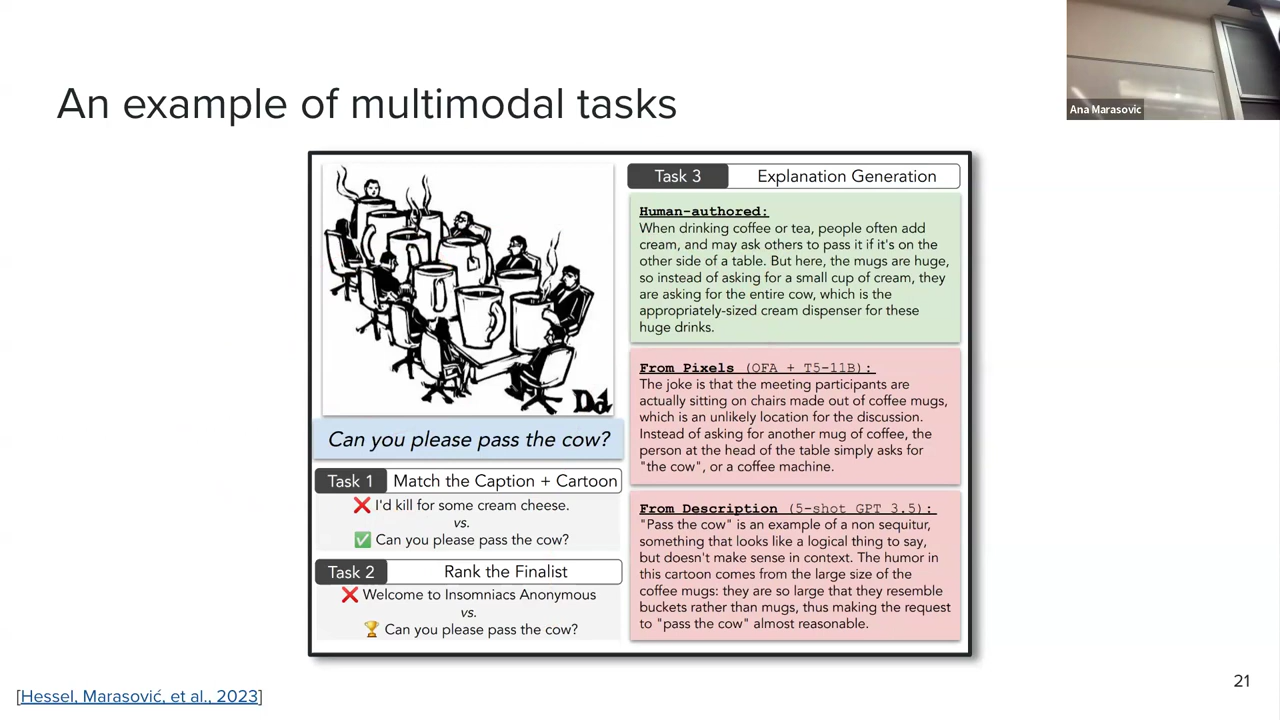 An example of multimodal tasks
Ana Marasovic
Dd
Can you please pass the cow?
Task 1 Match the Caption + Cartoon
❌ I'd kill for some cream cheese.
vs.
✅ Can you please pass the cow?
Task 2 Rank the Finalist
❌ Welcome to Insomniacs Anonymous
vs.
🏆 Can you please pass the cow?
Task 3 Explanation Generation
Human-authored:
When drinking coffee or tea, people often add
cream, and may ask others to pass it if it's on the
other side of a table. But here, the mugs are huge,
so instead of asking for a small cup of cream, they
are asking for the entire cow, which is the
appropriately-sized cream dispenser for these
huge drinks.
From Pixels (OFA + T5-11B):
The joke is that the meeting participants are
actually sitting on chairs made out of coffee mugs,
which is an unlikely location for the discussion.
Instead of asking for another mug of coffee, the
person at the head of the table simply asks for
"the cow", or a coffee machine.
From Description (5-shot GPT 3.5):
"Pass the cow" is an example of a non sequitur,
something that looks like a logical thing to say,
but doesn't make sense in context. The humor in
this cartoon comes from the large size of the
coffee mugs: they are so large that they resemble
buckets rather than mugs, thus making the request
to "pass the cow" almost reasonable.
[Hessel, Marasović, et al., 2023]
21